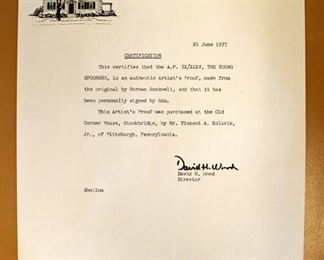 21 June 1977
CERTIFICATION
This certifies that the A.P. IX/XXXV, THE YOUNG
SPOONERS, is an authentic Artist's Proof, made from
the original by Norman Rockwell, and that it has
been personally signed by him.
This Artist's Proof was purchased at the Old
Corner House, Stockbridge, by Mr. Vincent A. Kolarik,
Jr., of Pittsburgh, Pennsylvania.
David H. Wood
David H. Wood
Director
dhw:lca